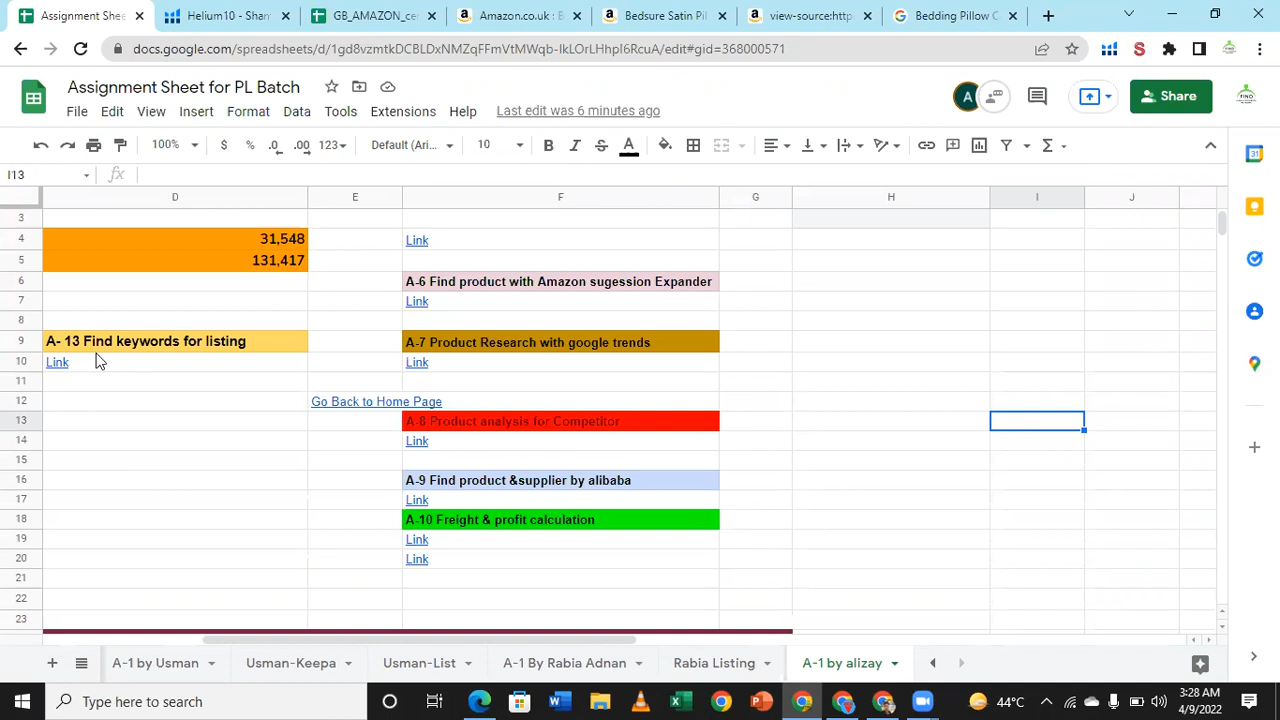 Assignment Shee
Helium10 - Sham
GB_AMAZON_cer
Amazon.co.uk : B
Bedsure Satin Pil
view-source:http
Bedding Pillow C
docs.google.com/spreadsheets/d/1gd8vzmtkDCBLDxNMZqFFmVtMWqb-IkLOrLHhpl6RcuA/edit#gid=368000571
Assignment Sheet for PL Batch
File Edit View Insert Format Data Tools Extensions Help Last edit was 6 minutes ago
A
Share
100% $ % .0 .00 123 Default (Ari... 10 B I S A
I13 fx
D E F G H I J
3
4 31,548 Link
5 131,417
6 A-6 Find product with Amazon sugession Expander
7 Link
8
9 A- 13 Find keywords for listing A-7 Product Research with google trends
10 Link Link
11
12 Go Back to Home Page
13 A-8 Product analysis for Competitor
14 Link
15
16 A-9 Find product &supplier by alibaba
17 Link
18 A-10 Freight & profit calculation
19 Link
20 Link
21
22
23
A-1 by Usman Usman-Keepa Usman-List A-1 By Rabia Adnan Rabia Listing A-1 by alizay
Type here to search
44°C
3:28 AM
4/9/2022